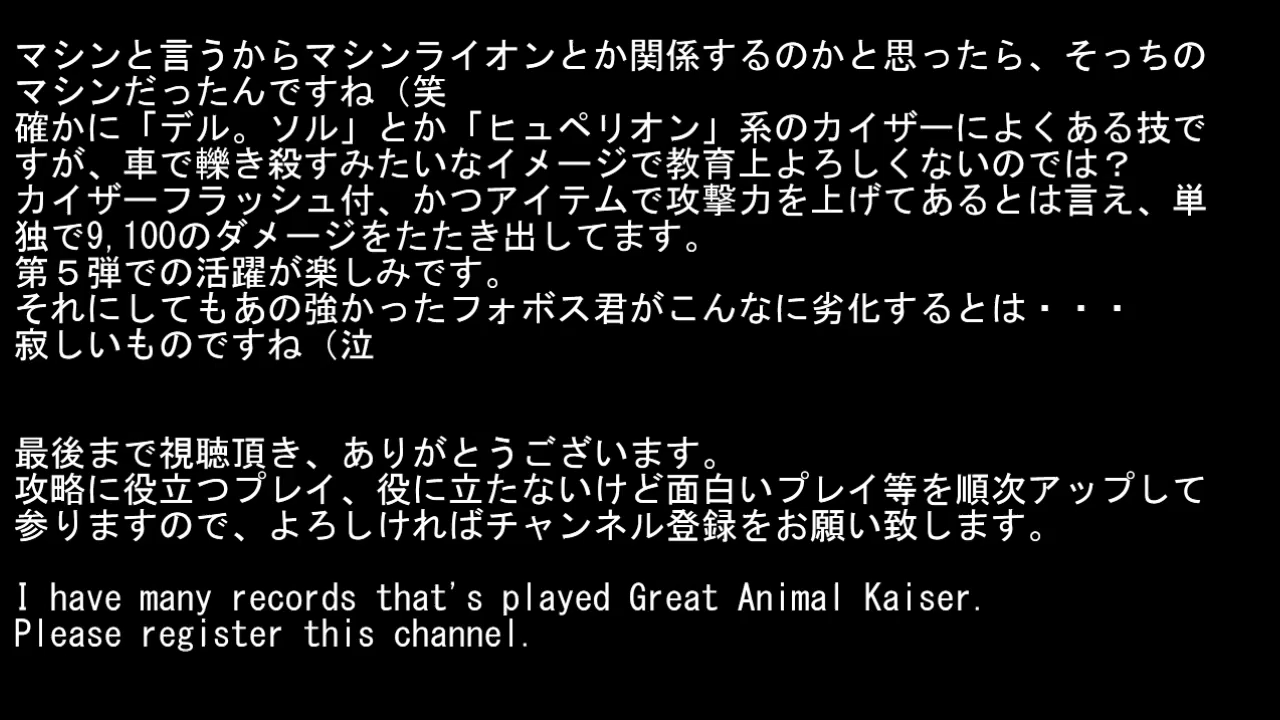 マシンと言うからマシンライオンとか関係するのかと思ったら、そっちの
マシンだったんですね（笑
確かに「デル。ソル」とか「ヒュペリオン」系のカイザーによくある技で
すが、車で轢き殺すみたいなイメージで教育上よろしくないのでは？
カイザーフラッシュ付、かつアイテムで攻撃力を上げてあるとは言え、単
独で9,100のダメージをたたき出してます。
第５弾での活躍が楽しみです。
それにしてもあの強かったフォボス君がこんなに劣化するとは・・・
寂しいものですね（泣
最後まで視聴頂き、ありがとうございます。
攻略に役立つプレイ、役に立たないけど面白いプレイ等を順次アップして
参りますので、よろしければチャンネル登録をお願い致します。
I have many records that's played Great Animal Kaiser.
Please register this channel.